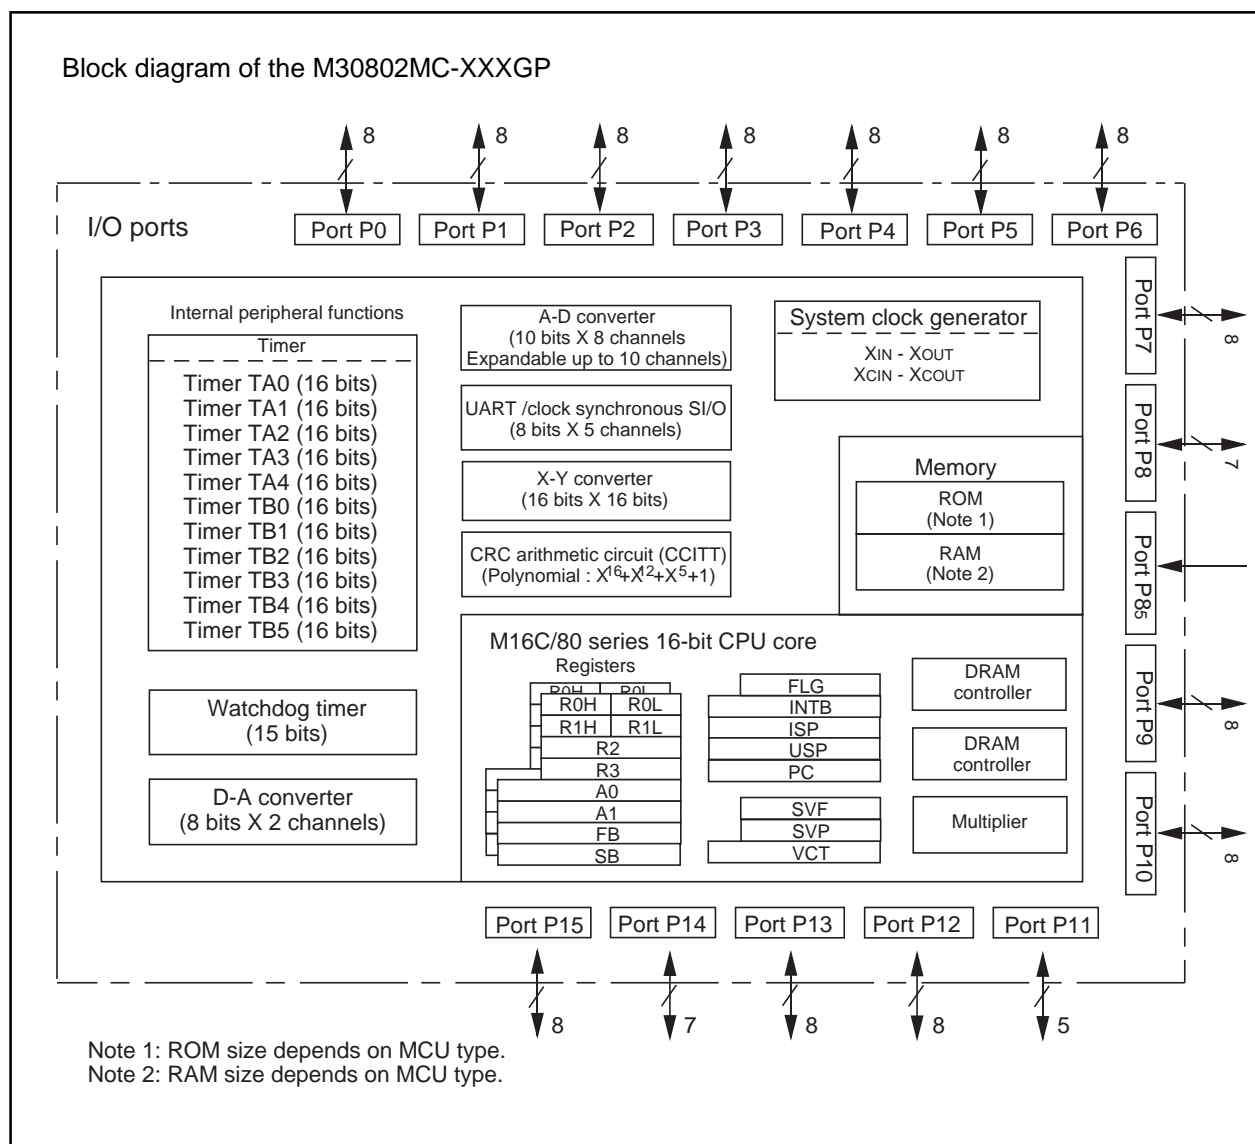 Block diagram of the M30802MC-XXXGP
8 8 8 8 8 8 8
I/O ports
Port P0 Port P1 Port P2 Port P3 Port P4 Port P5 Port P6
Internal peripheral functions
Timer
Timer TA0 (16 bits)
Timer TA1 (16 bits)
Timer TA2 (16 bits)
Timer TA3 (16 bits)
Timer TA4 (16 bits)
Timer TB0 (16 bits)
Timer TB1 (16 bits)
Timer TB2 (16 bits)
Timer TB3 (16 bits)
Timer TB4 (16 bits)
Timer TB5 (16 bits)
Watchdog timer
(15 bits)
D-A converter
(8 bits X 2 channels)
A-D converter
(10 bits X 8 channels
Expandable up to 10 channels)
UART /clock synchronous SI/O
(8 bits X 5 channels)
X-Y converter
(16 bits X 16 bits)
CRC arithmetic circuit (CCITT)
(Polynomial : X16+X12+X5+1)
System clock generator
XIN - XOUT
XCIN - XCOUT
Memory
ROM
(Note 1)
RAM
(Note 2)
M16C/80 series 16-bit CPU core
Registers
R0H R0L
R0H R0L
R1H R1L
R2
R3
A0
A1
FB
SB
FLG
INTB
ISP
USP
PC
SVF
SVP
VCT
DRAM
controller
DRAM
controller
Multiplier
Port P7
8
Port P8
7
Port P85
Port P9
8
Port P10
8
Port P15 Port P14 Port P13 Port P12 Port P11
8 7 8 8 5
Note 1: ROM size depends on MCU type.
Note 2: RAM size depends on MCU type.